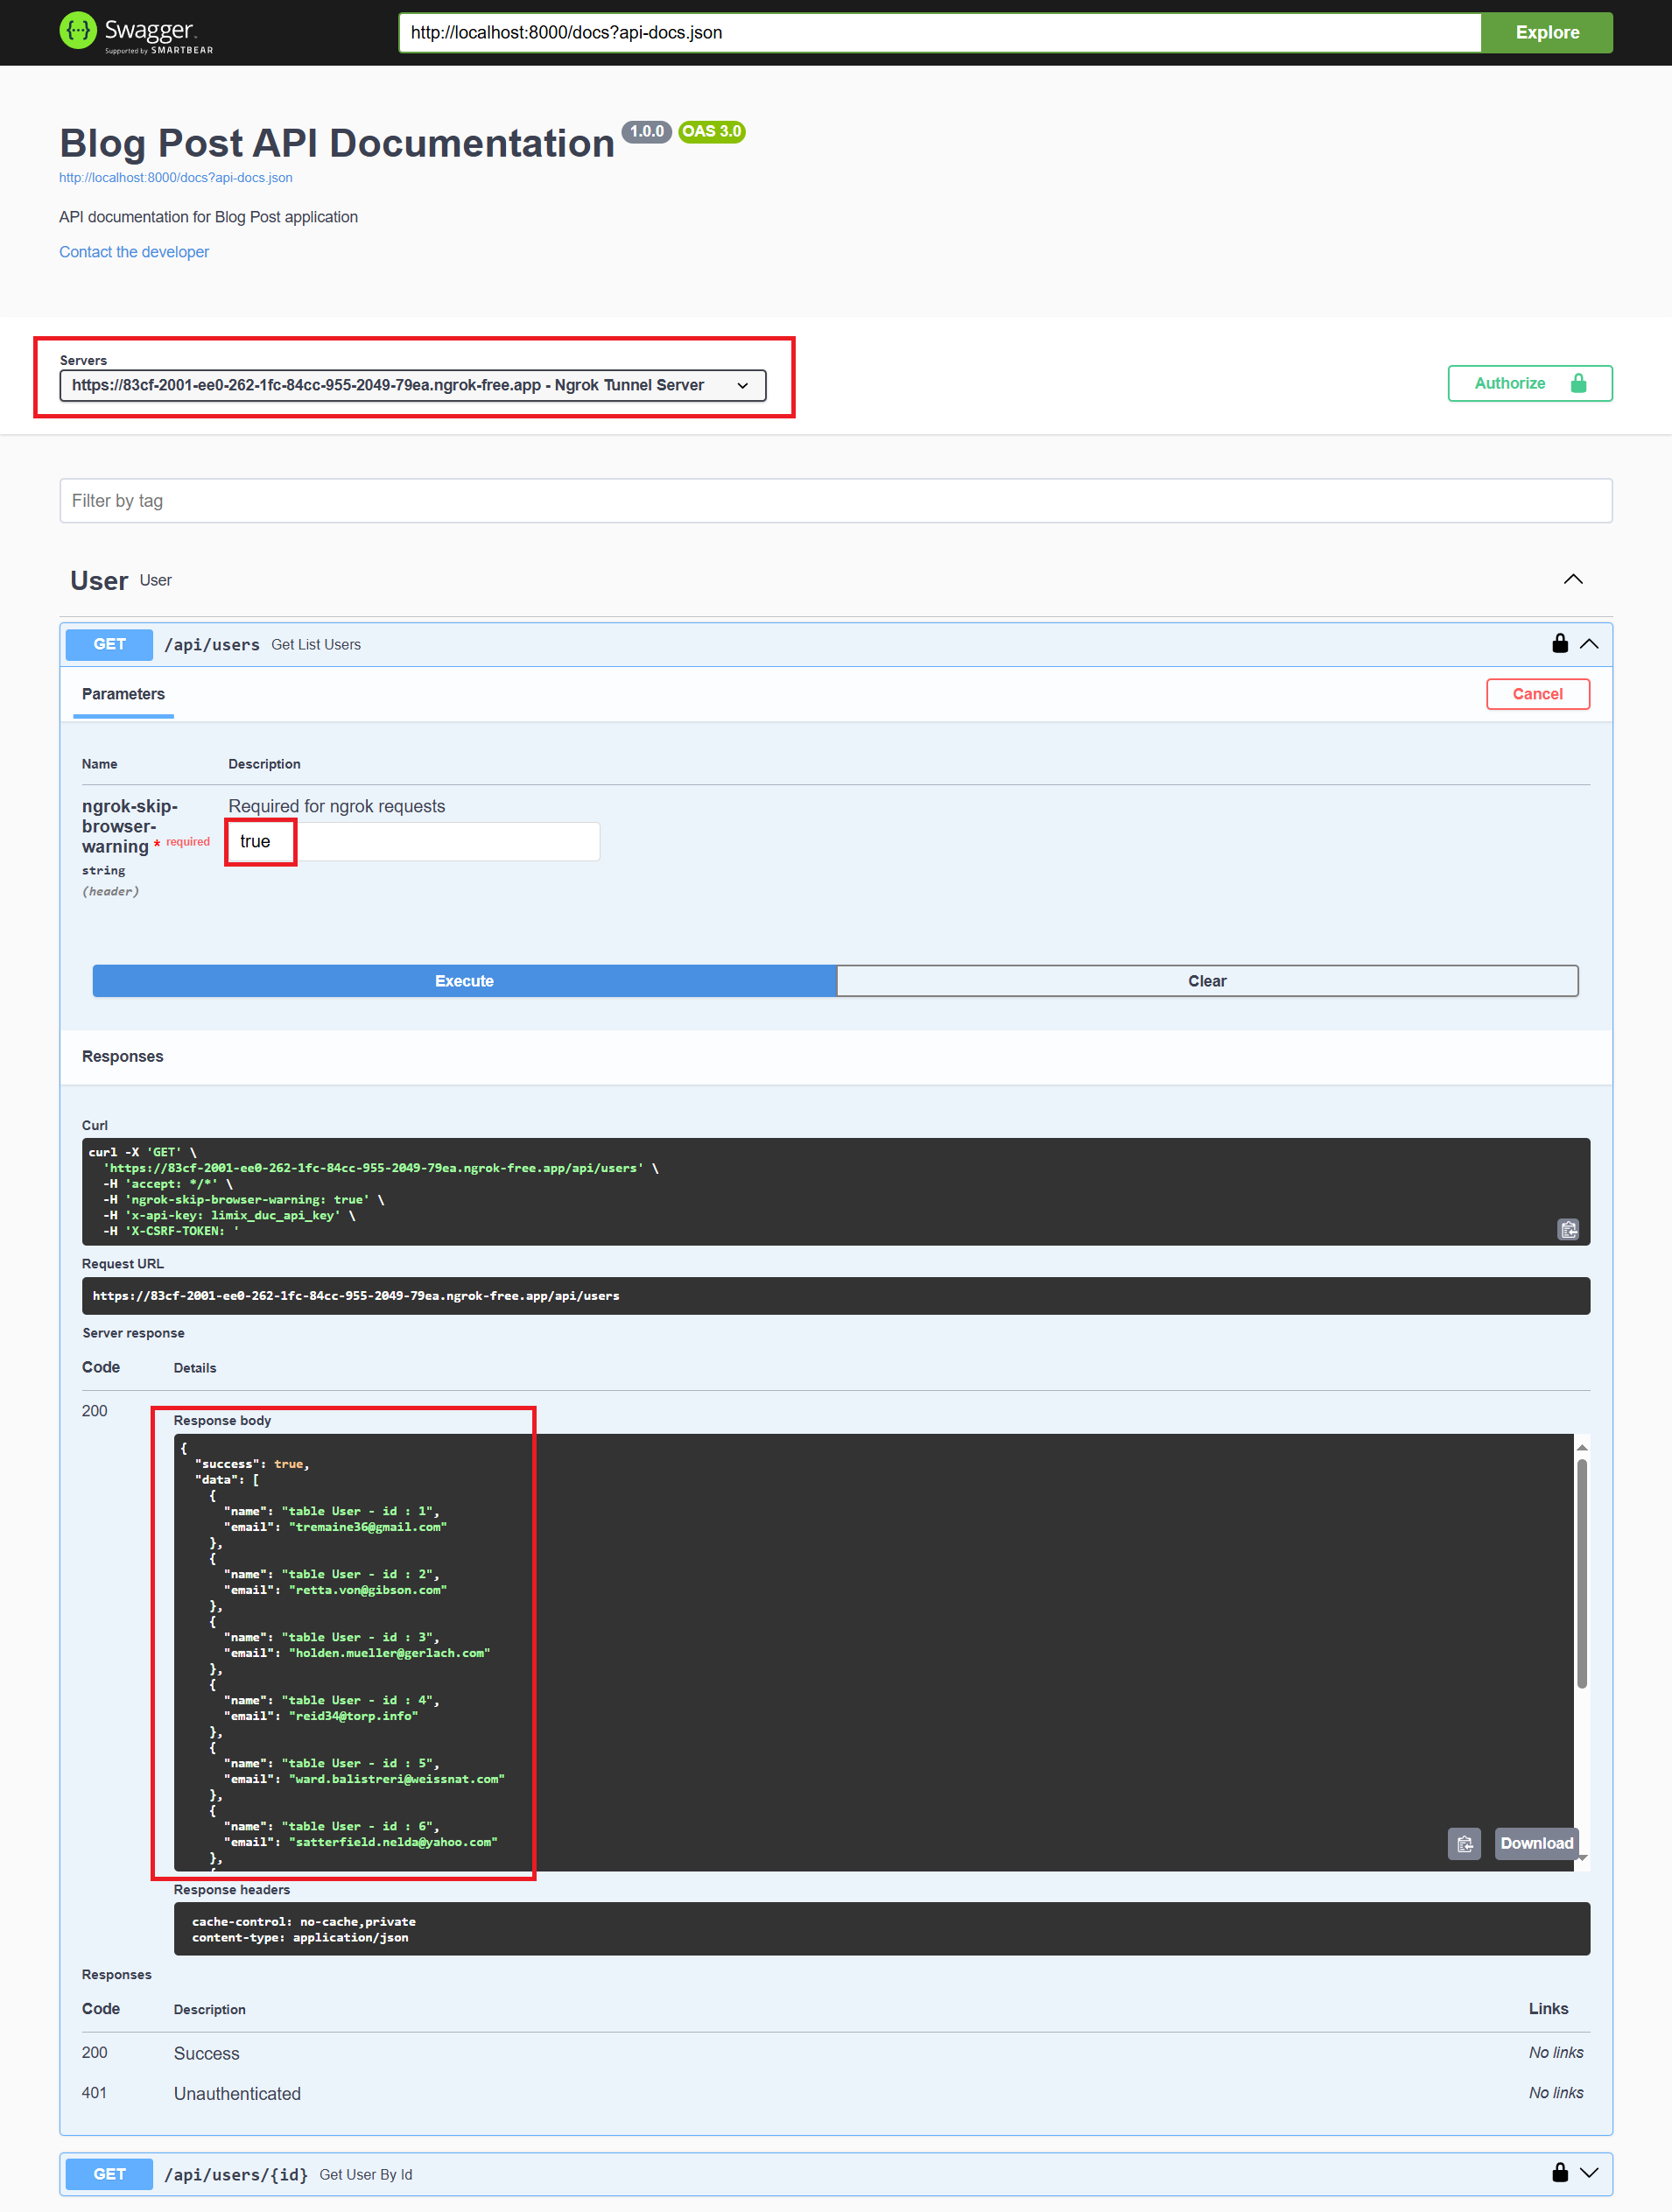 Swagger.
Supported by SMARTBEAR
http://localhost:8000/docs?api-docs.json
Explore
Blog Post API Documentation 1.0.0 OAS 3.0
http://localhost:8000/docs?api-docs.json
API documentation for Blog Post application
Contact the developer
Servers
https://83cf-2001-ee0-262-1fc-84cc-955-2049-79ea.ngrok-free.app - Ngrok Tunnel Server
Authorize
Filter by tag
User User
GET /api/users Get List Users
Parameters
Cancel
Name Description
ngrok-skip-
browser-
warning * required
string
(header)
Required for ngrok requests
true
Execute
Clear
Responses
Curl
curl -X 'GET' \
'https://83cf-2001-ee0-262-1fc-84cc-955-2049-79ea.ngrok-free.app/api/users' \
-H 'accept: */*' \
-H 'ngrok-skip-browser-warning: true' \
-H 'x-api-key: limix_duc_api_key' \
-H 'X-CSRF-TOKEN: '
Request URL
https://83cf-2001-ee0-262-1fc-84cc-955-2049-79ea.ngrok-free.app/api/users
Server response
Code Details
200
Response body
{
"success": true,
"data": [
{
"name": "table User - id : 1",
"email": "tremaine36@gmail.com"
},
{
"name": "table User - id : 2",
"email": "retta.von@gibson.com"
},
{
"name": "table User - id : 3",
"email": "holden.mueller@gerlach.com"
},
{
"name": "table User - id : 4",
"email": "reid34@torp.info"
},
{
"name": "table User - id : 5",
"email": "ward.balistreri@weissnat.com"
},
{
"name": "table User - id : 6",
"email": "satterfield.nelda@yahoo.com"
},
Download
Response headers
cache-control: no-cache,private
content-type: application/json
Responses
Code Description Links
200 Success No links
401 Unauthenticated No links
GET /api/users/{id} Get User By Id